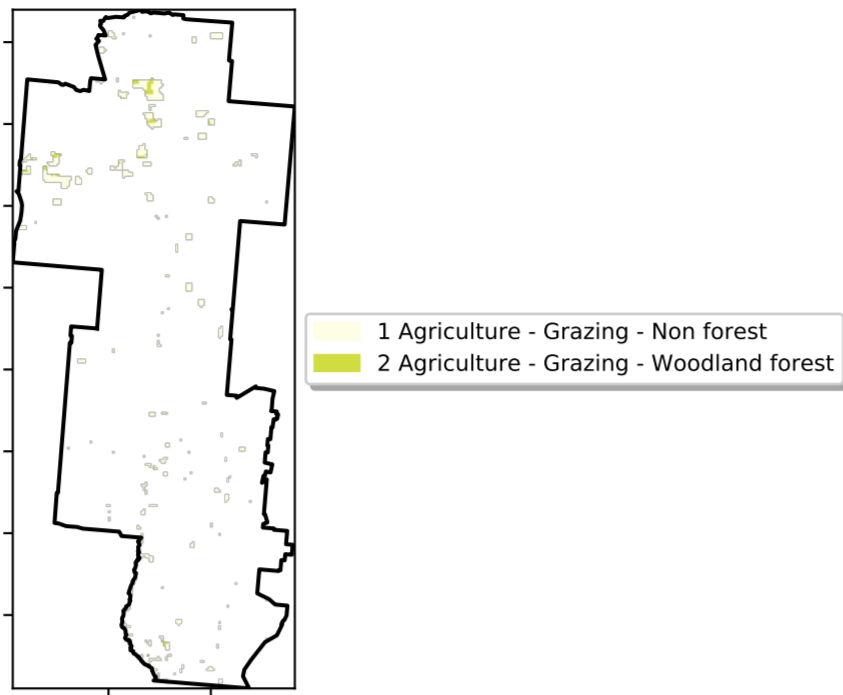 1 Agriculture - Grazing - Non forest
2 Agriculture - Grazing - Woodland forest